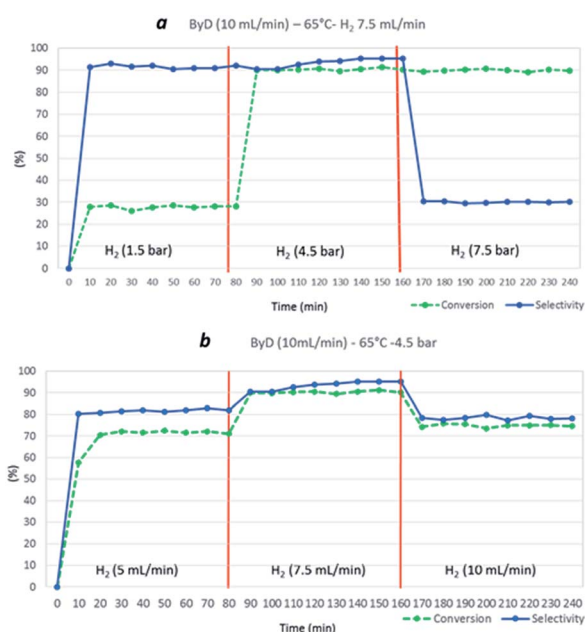 a ByD (10 mL/min) – 65°C- H₂ 7.5 mL/min
100
90
80
70
60
50
40
30
20
10
0
(%)
H₂ (1.5 bar) H₂ (4.5 bar) H₂ (7.5 bar)
0 10 20 30 40 50 60 70 80 90 100 110 120 130 140 150 160 170 180 190 200 210 220 230 240
Time (min)
Conversion Selectivity
b ByD (10mL/min) - 65°C -4.5 bar
100
90
80
70
60
50
40
30
20
10
0
(%)
H₂ (5 mL/min) H₂ (7.5 mL/min) H₂ (10 mL/min)
0 10 20 30 40 50 60 70 80 90 100 110 120 130 140 150 160 170 180 190 200 210 220 230 240
Time (min)
Conversion Selectivity